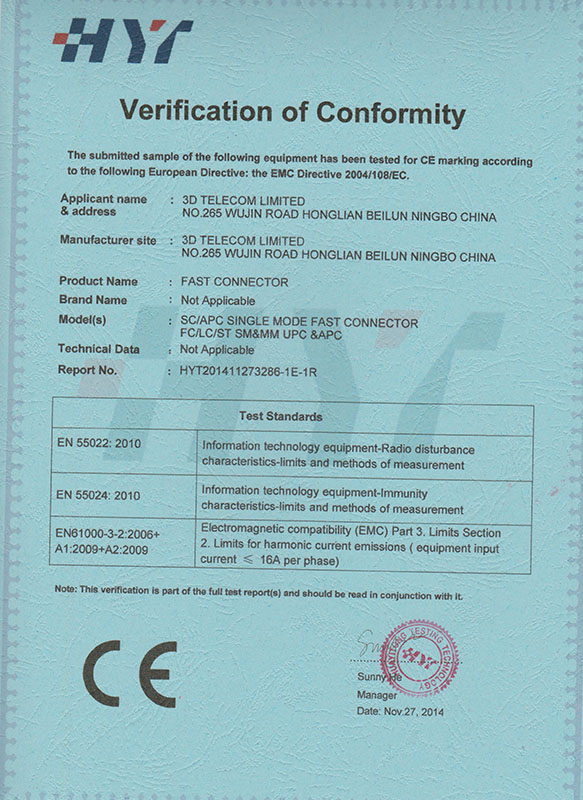 HYT
Verification of Conformity
The submitted sample of the following equipment has been tested for CE marking according
to the following European Directive: the EMC Directive 2004/108/EC.
Applicant name : 3D TELECOM LIMITED
& address NO.265 WUJIN ROAD HONGLIAN BEILUN NINGBO CHINA
Manufacturer site : 3D TELECOM LIMITED
NO.265 WUJIN ROAD HONGLIAN BEILUN NINGBO CHINA
Product Name : FAST CONNECTOR
Brand Name : Not Applicable
Model(s) : SC/APC SINGLE MODE FAST CONNECTOR
FC/LC/ST SM&MM UPC &APC
Technical Data : Not Applicable
Report No. : HYT201411273286-1E-1R
HYT
Test Standards
EN 55022: 2010 Information technology equipment-Radio disturbance
characteristics-limits and methods of measurement
EN 55024: 2010 Information technology equipment-Immunity
characteristics-limits and methods of measurement
EN61000-3-2:2006+ Electromagnetic compatibility (EMC) Part 3. Limits Section
A1:2009+A2:2009 2. Limits for harmonic current emissions ( equipment input
current ≤ 16A per phase)
Note: This verification is part of the full test report(s) and should be read in conjunction with it.
CE
TESTING TECHNOLOGY
HYT
Sunny.He
Manager
Date: Nov.27, 2014